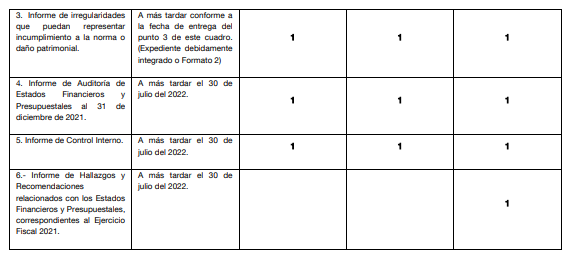 3. Informe de irregularidades
que puedan representar
incumplimiento a la norma o
daño patrimonial.
A más tardar conforme a
la fecha de entrega del
punto 3 de este cuadro.
(Expediente debidamente
integrado o Formato 2)
1
1
1
4. Informe de Auditoría de
Estados Financieros y
Presupuestales al 31 de
diciembre de 2021.
A más tardar el 30 de
julio del 2022.
1
1
1
5. Informe de Control Interno.
A más tardar el 30 de
julio del 2022.
1
1
1
6.- Informe de Hallazgos y
Recomendaciones
relacionados con los Estados
Financieros y Presupuestales,
correspondientes al Ejercicio
Fiscal 2021.
A más tardar el 30 de
julio del 2022.
1